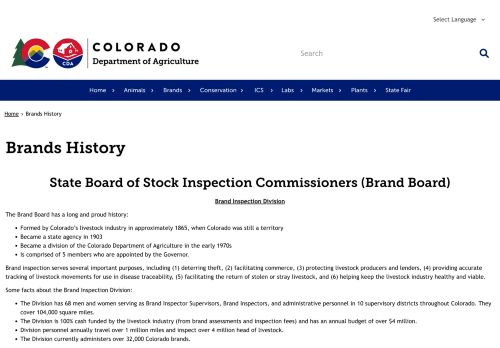 Select Language
COLORADO
Department of Agriculture
CDA
Search
Home Animals Brands Conservation ICS Labs Markets Plants State Fair
Home › Brands History
Brands History
State Board of Stock Inspection Commissioners (Brand Board)
Brand Inspection Division
The Brand Board has a long and proud history:
• Formed by Colorado's livestock industry in approximately 1865, when Colorado was still a territory
• Became a state agency in 1903
• Became a division of the Colorado Department of Agriculture in the early 1970s
• Is comprised of 5 members who are appointed by the Governor.
Brand inspection serves several important purposes, including (1) deterring theft, (2) facilitating commerce, (3) protecting livestock producers and lenders, (4) providing accurate
tracking of livestock movements for use in disease traceability, (5) facilitating the return of stolen or stray livestock, and (6) helping keep the livestock industry healthy and viable.
Some facts about the Brand Inspection Division:
• The Division has 68 men and women serving as Brand Inspector Supervisors, Brand Inspectors, and administrative personnel in 10 supervisory districts throughout Colorado. They
cover 104,000 square miles.
• The Division is 100% cash funded by the livestock industry (from brand assessments and inspection fees) and has an annual budget of over $4 million.
• Division personnel annually travel over 1 million miles and inspect over 4 million head of livestock.
• The Division currently administers over 32,000 Colorado brands.